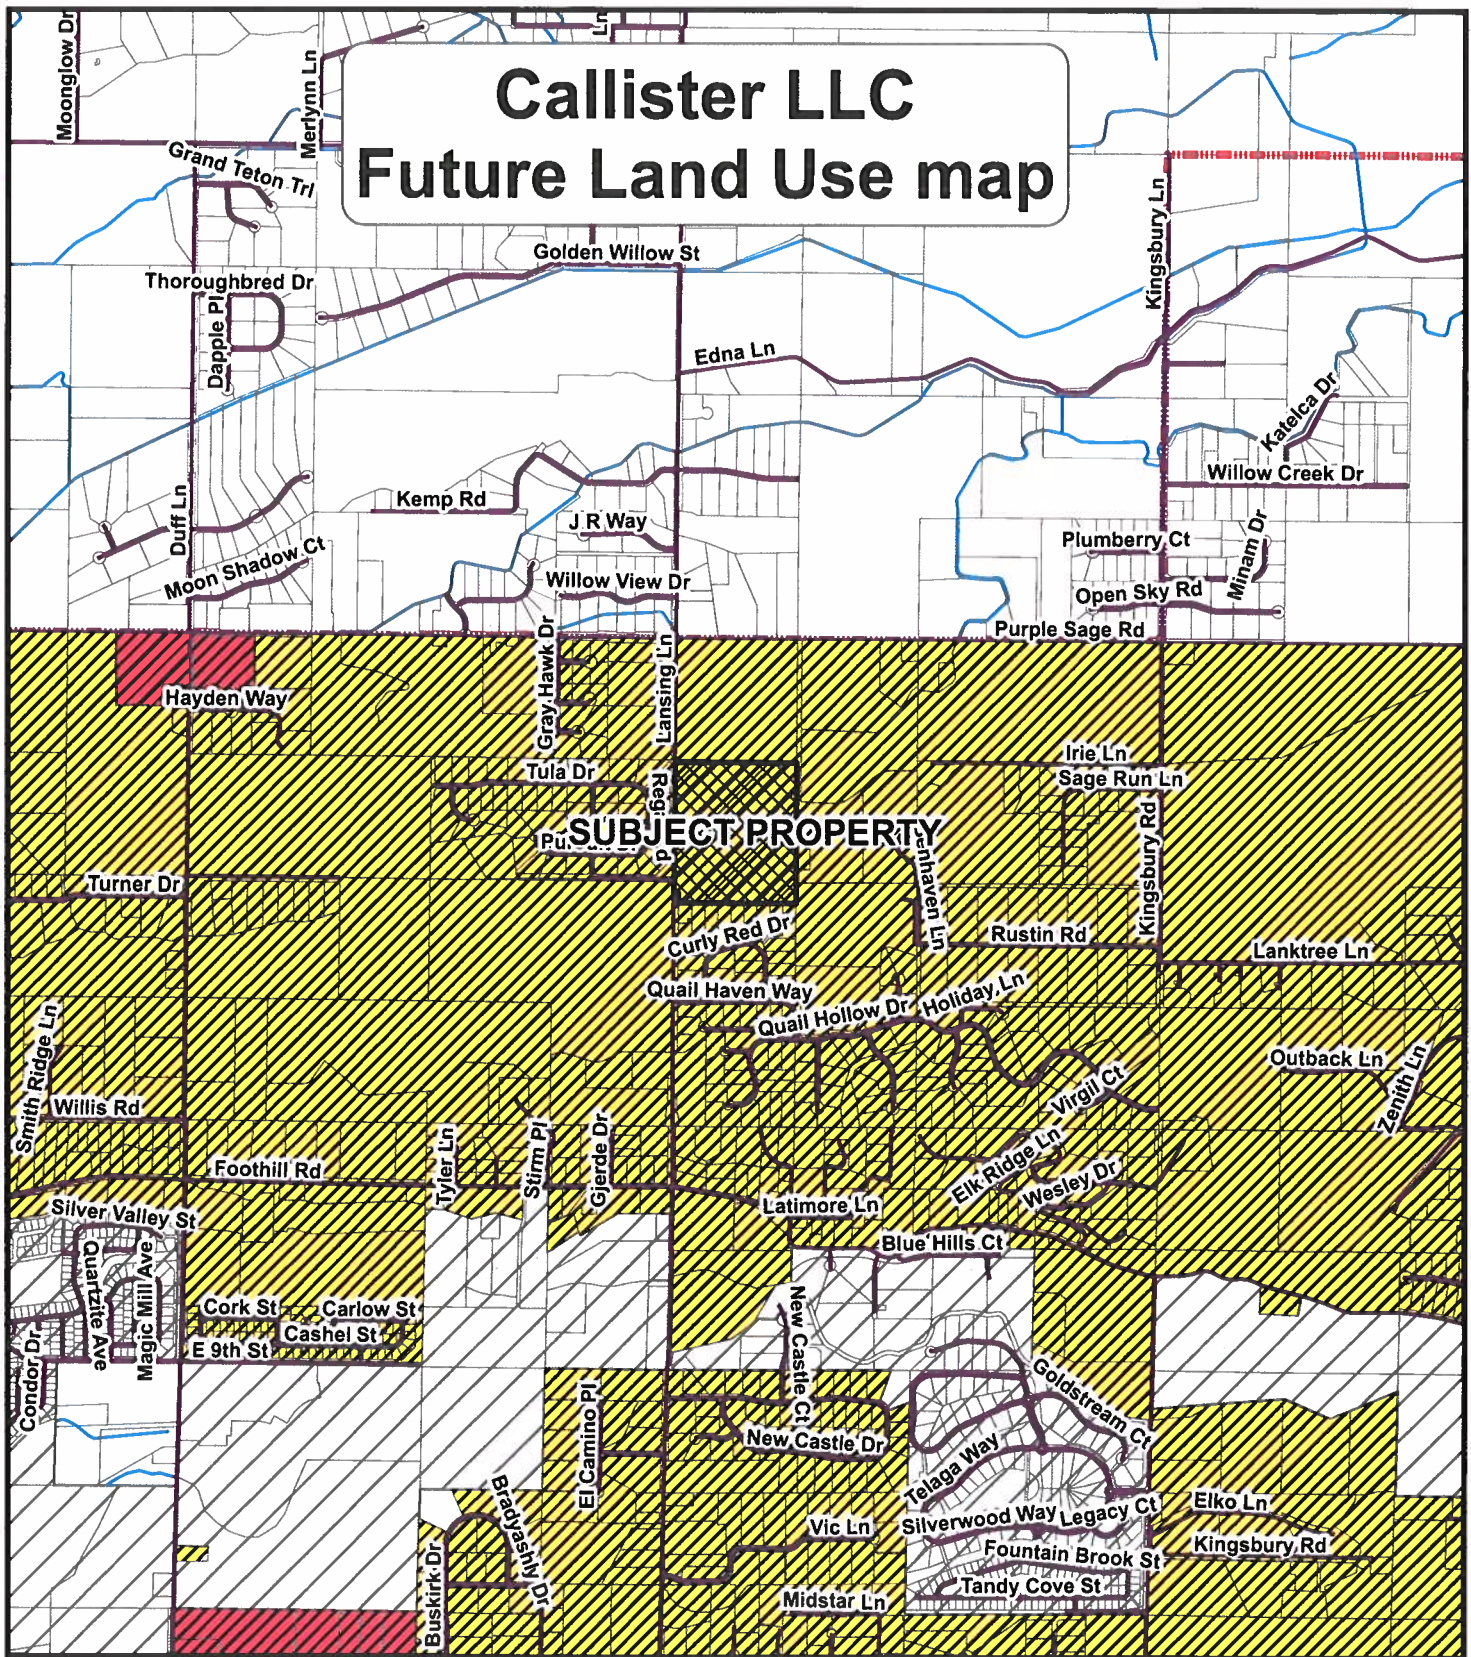 Moonglow Dr
Merlynn Ln
Ln
Callister LLC
Future Land Use map
Grand Teton Trl
Kingsbury Ln
Golden Willow St
Thoroughbred Dr
Dapple Pl
Edna Ln
Katelca Dr
Willow Creek Dr
Kemp Rd
Duff Ln
J R Way
Plumberry Ct
Minam Dr
Moon Shadow Ct
Willow View Dr
Open Sky Rd
Purple Sage Rd
Gray Hawk Dr
Lansing Ln
Hayden Way
Irie Ln
Tula Dr
Sage Run Ln
SUBJECT PROPERTY
Kingsbury Rd
Turner Dr
Curly Red Dr
Rustin Rd
Ln
Lanktree Ln
Quail Haven Way
Quail Hollow Dr
Holiday Ln
Smith Ridge Ln
Outback Ln
Zenith Ln
Willis Rd
Virgil Ct
Tyler Ln
Stirm Pl
Gjerde Dr
Foothill Rd
Elk Ridge Ln
Wesley Dr
Latimore Ln
Silver Valley St
Blue Hills Ct
Quartzite Ave
Magic Mill Ave
Cork St
Carlow St
Cashel St
E 9th St
New Castle Ct
Condor Dr
Goldstream Ct
El Camino Pl
New Castle Dr
Telaga Way
Bradyashly Dr
Vic Ln
Silverwood Way
Legacy Ct
Elko Ln
Kingsbury Rd
Fountain Brook St
Buskirk Dr
Tandy Cove St
Midstar Ln